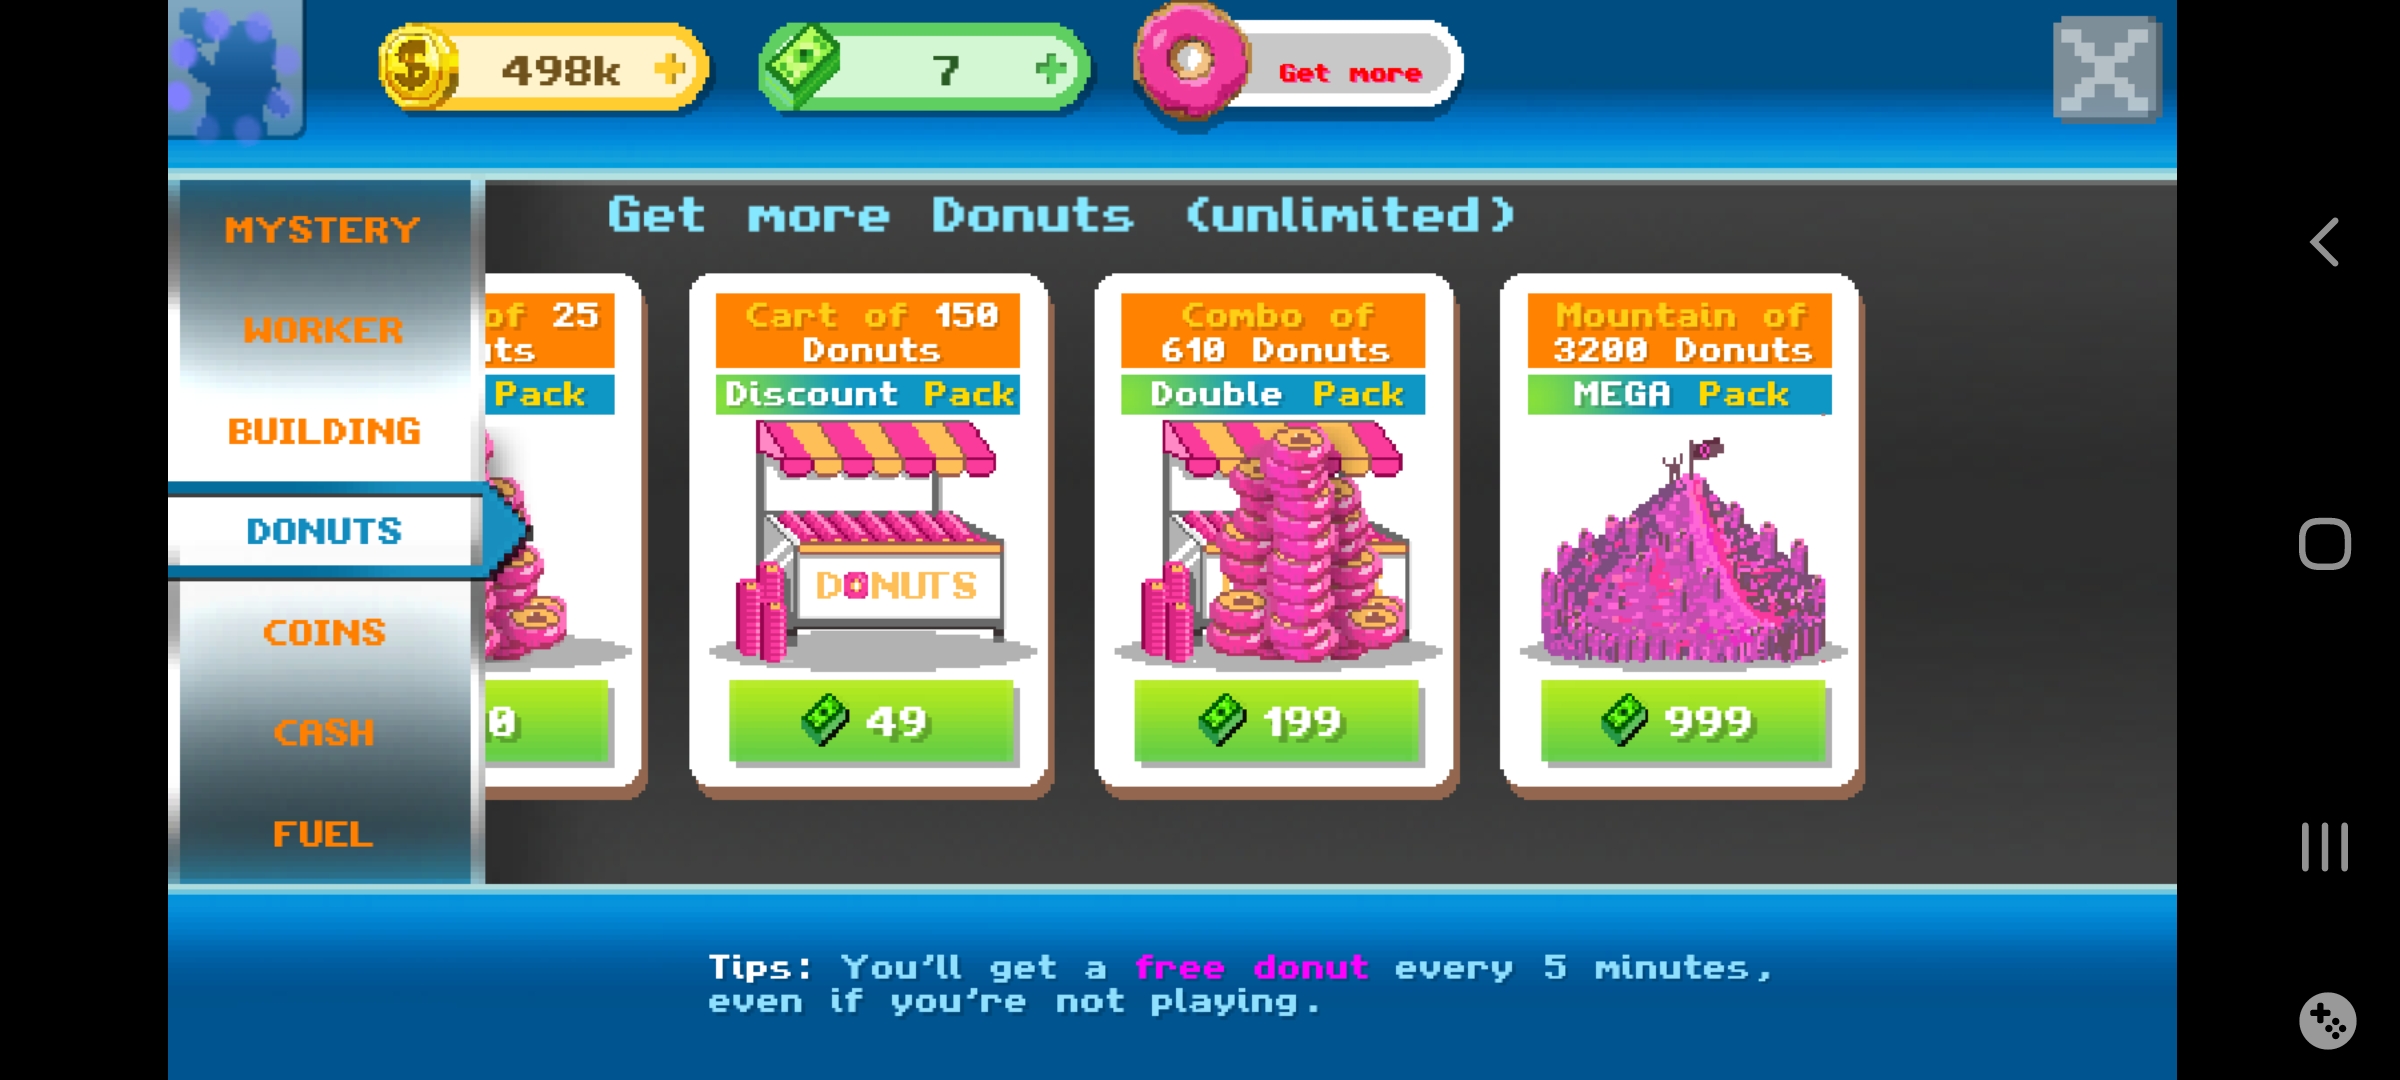 498k
7
Get more
MYSTERY
WORKER
BUILDING
DONUTS
COINS
CASH
FUEL
Get more Donuts (unlimited)
of 25
Pack
Cart of 150
Donuts
Discount Pack
DONUTS
49
Combo of
610 Donuts
Double Pack
199
Mountain of
3200 Donuts
MEGA Pack
999
Tips: You'll get a free donut every 5 minutes,
even if you're not playing.